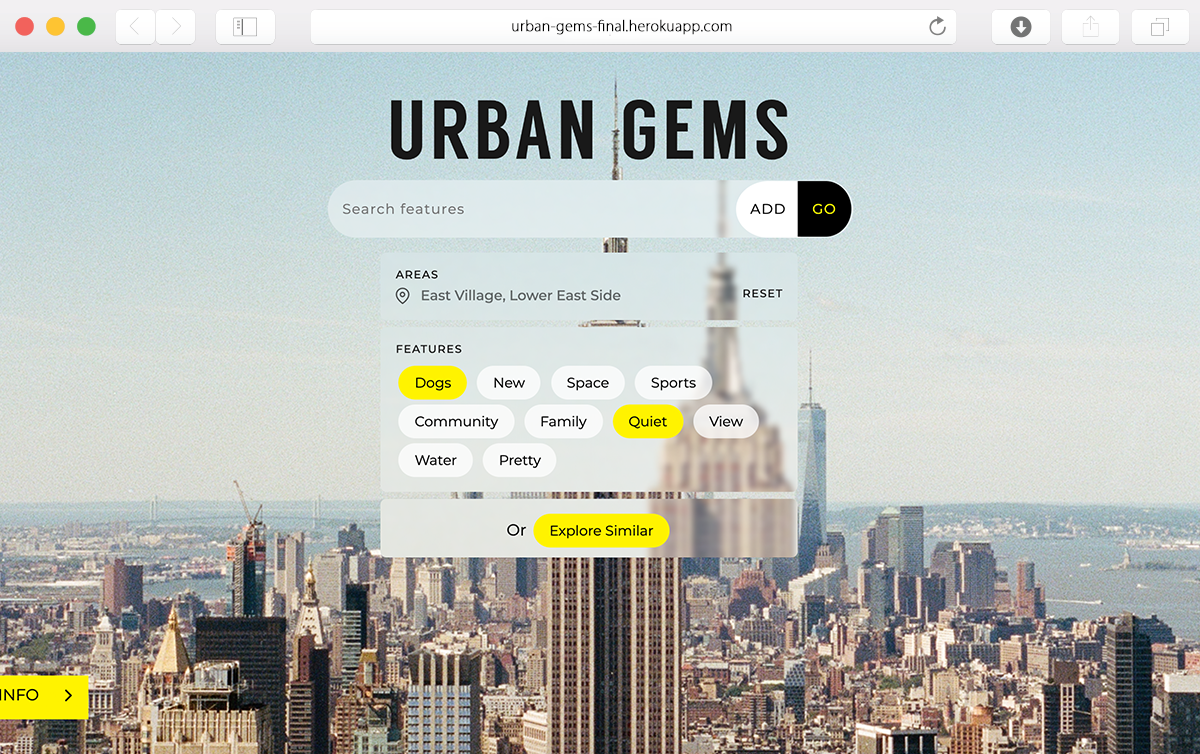 urban-gems-final.herokuapp.com
URBAN GEMS
Search features
ADD
GO
AREAS
East Village, Lower East Side
RESET
FEATURES
Dogs
New
Space
Sports
Community
Family
Quiet
View
Water
Pretty
Or
Explore Similar
INFO